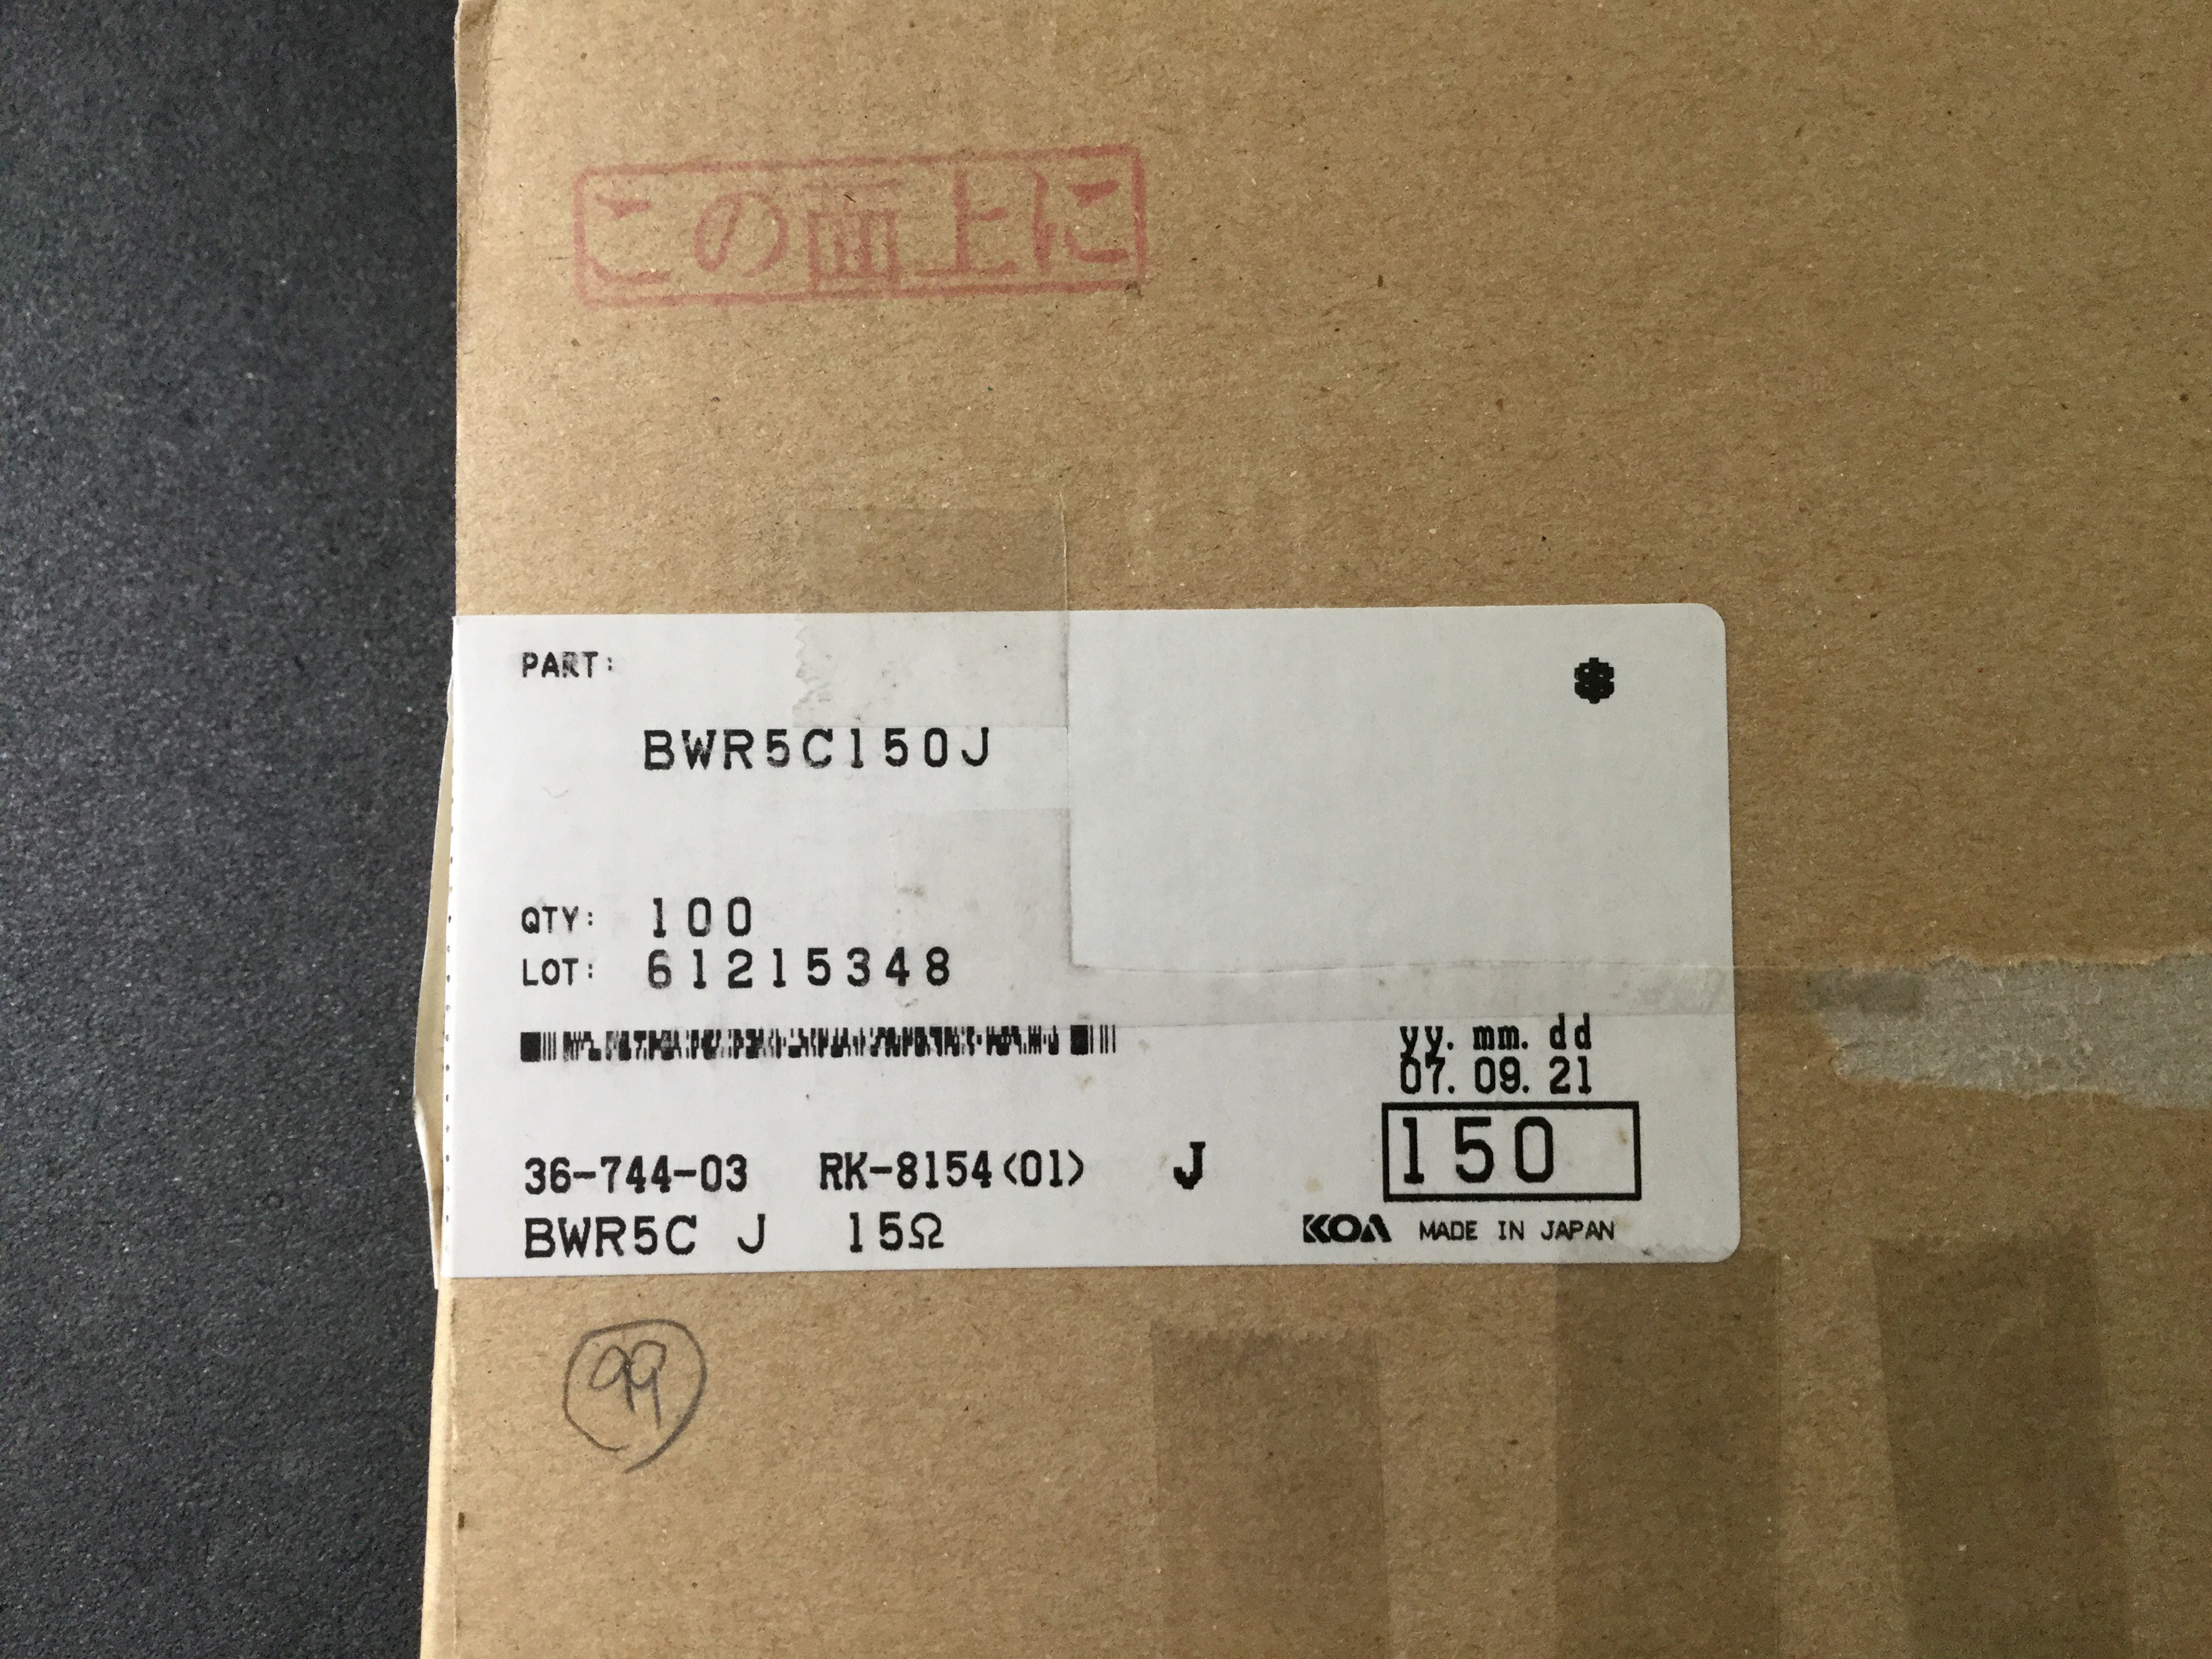 この面上に
PART:
BWR5C150J
QTY: 100
LOT: 61215348
yy. mm. dd
07. 09. 21
150
36-744-03 RK-8154<01> J
BWR5C J 15Ω
KOA MADE IN JAPAN
99